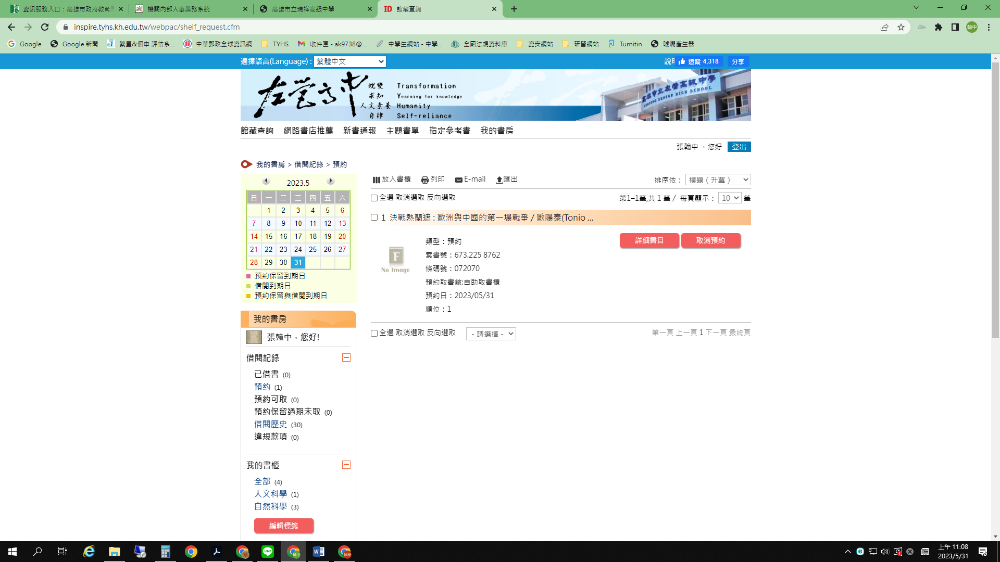 資訊服務入口：高雄市政府教育局
機關內部人事業務系統
高雄市立瑞祥高級中學
ID 館藏查詢
inspire.tyhs.kh.edu.tw/webpac/shelf_request.cfm
翰中
Google
Google 新聞
繁星&個申 評估系...
中華郵政全球資訊網
TYHS
收件匣 - ak9738@...
中學生網站 - 中學...
全國法規資料庫
資安網站
研習網站
Turnitin
唬爛產生器
選擇語言(Language) : 繁體中文
說明
追蹤 4,318
分享
左營高中
蛻變 Transformation
求知 Yearning for knowledge
人文素養 Humanity
自律 Self-reliance
高雄市立左營高級中學
TSOYING SENIOR HIGH SCHOOL
館藏查詢 網路書店推薦 新書通報 主題書單 指定參考書 我的書房
張翰中 ，您好 登出
我的書房 > 借閱紀錄 > 預約
2023.5
日 一 二 三 四 五 六
1 2 3 4 5 6
7 8 9 10 11 12 13
14 15 16 17 18 19 20
21 22 23 24 25 26 27
28 29 30 31
預約保留到期日
借閱到期日
預約保留與借閱到期日
我的書房
張翰中，您好!
借閱記錄
已借書 (0)
預約 (1)
預約可取 (0)
預約保留過期未取 (0)
借閱歷史 (30)
違規款項 (0)
我的書櫃
全部 (4)
人文科學 (1)
自然科學 (3)
編輯標籤
放入書櫃 列印 E-mail 匯出
排序依： 標題（升冪）
全選 取消選取 反向選取
第1–1筆,共 1 筆 / 每頁顯示： 10 筆
1 決戰熱蘭遮 : 歐洲與中國的第一場戰爭 / 歐陽泰(Tonio ...
F
No Image
類型：預約
索書號：673.225 8762
條碼號：072070
預約取書館:自助取書櫃
預約日：2023/05/31
順位：1
詳細書目 取消預約
全選 取消選取 反向選取 - 請選擇 -
第一頁 上一頁 1 下一頁 最終頁
上午 11:08
2023/5/31